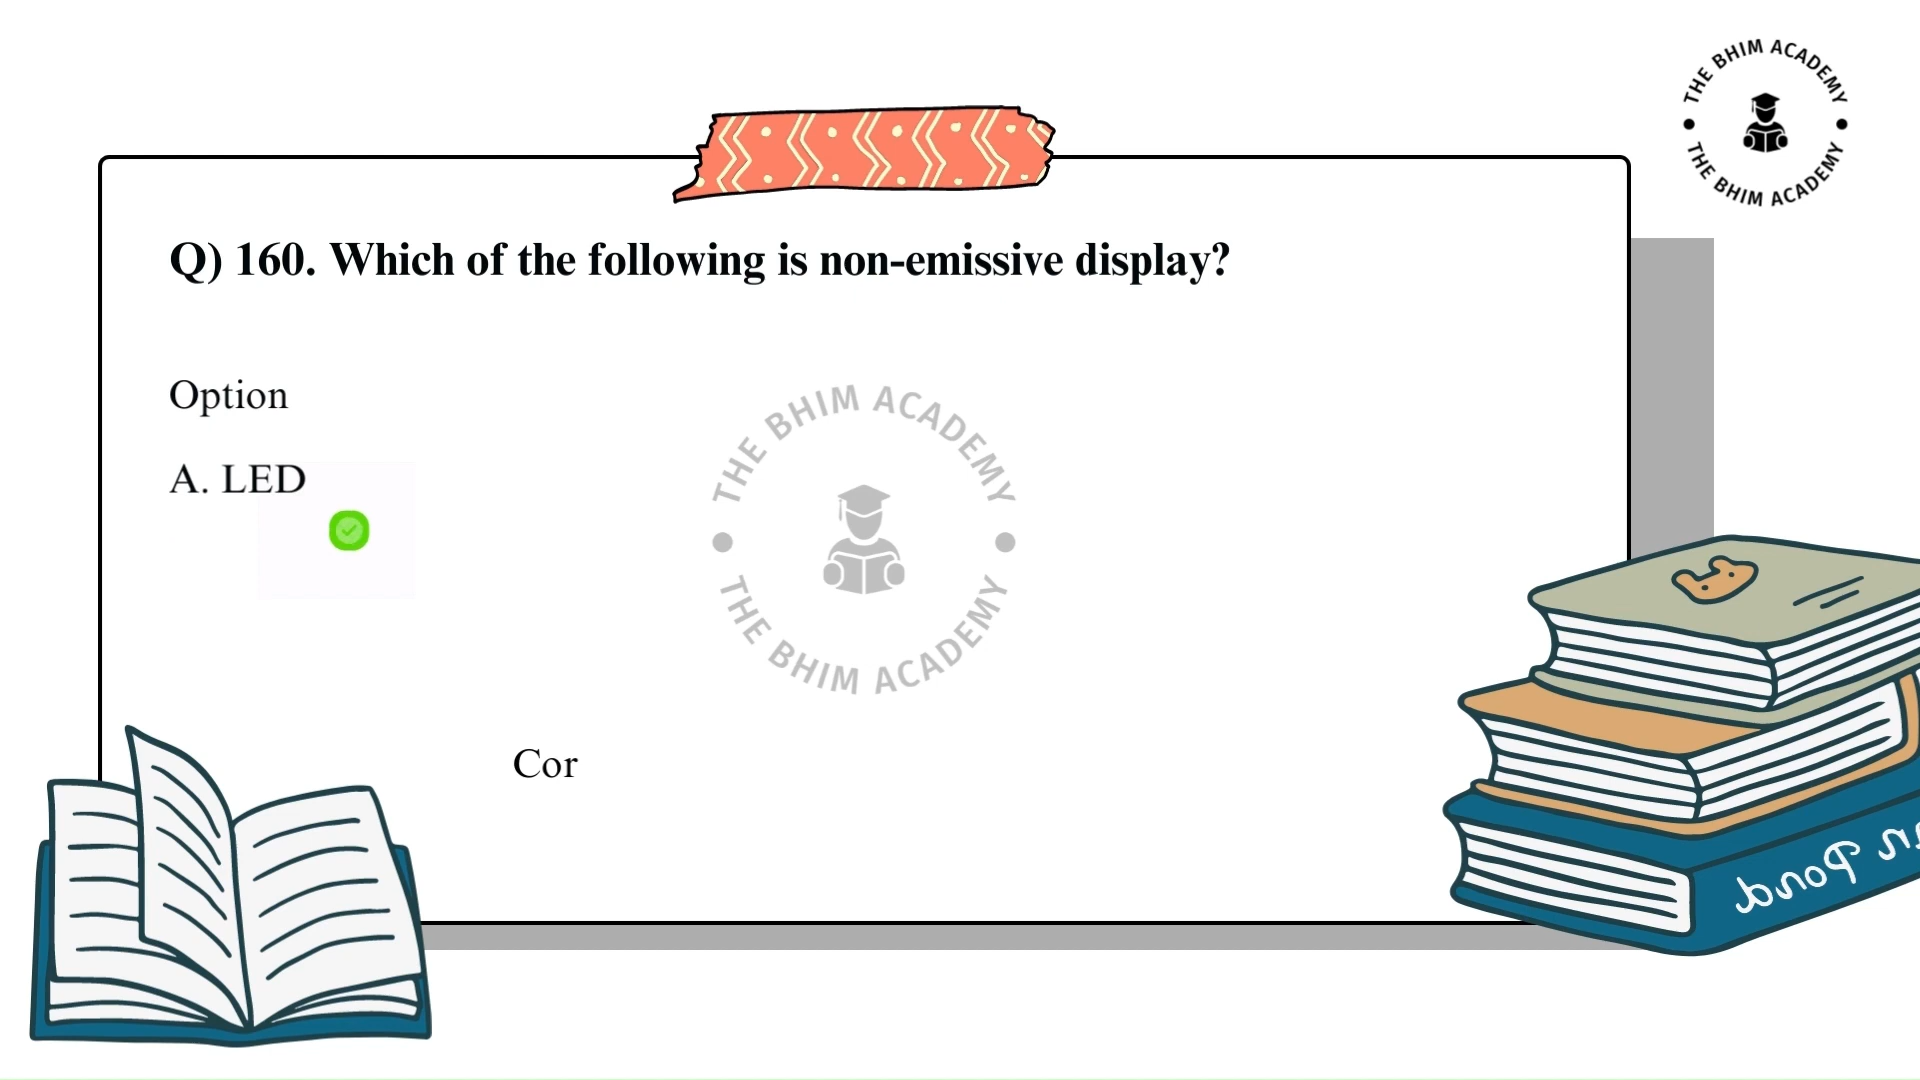 THE BHIM ACADEMY
THE BHIM ACADEMY
Q) 160. Which of the following is non-emissive display?
Option
THE BHIM ACADEMY
A. LED
THE BHIM ACADEMY
Cor
Pond